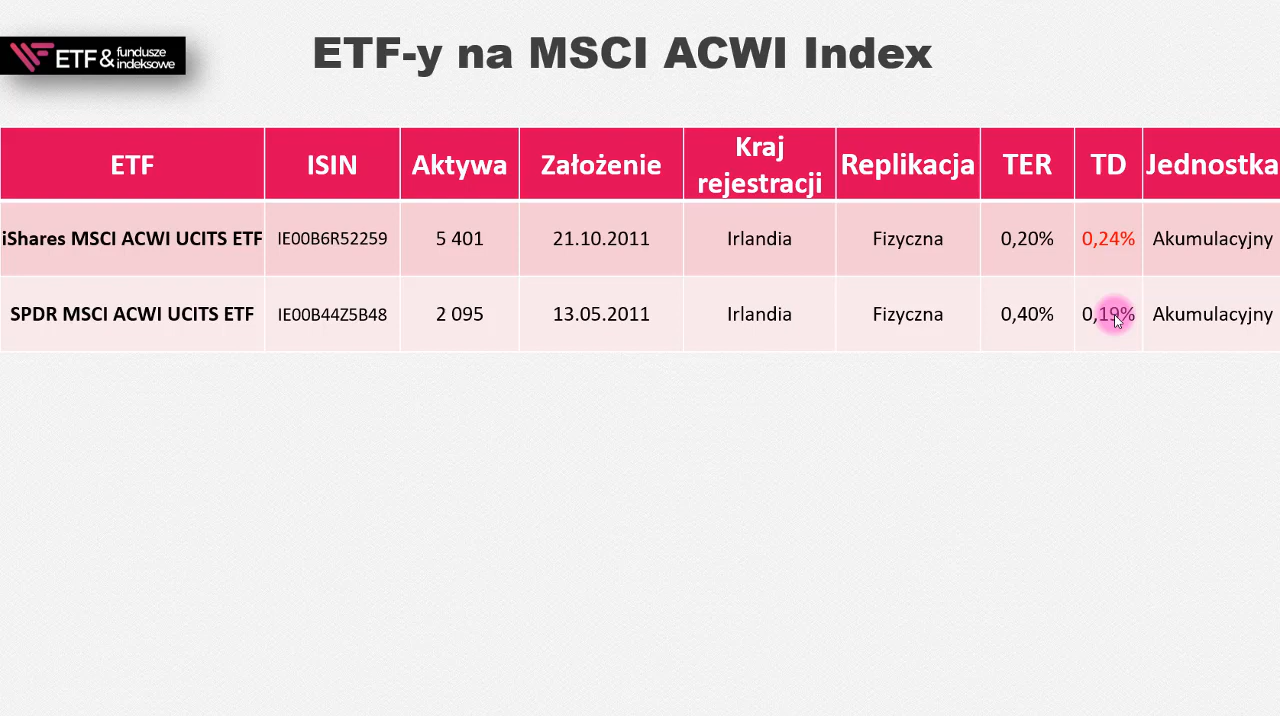 ETF& fundusze
indeksowe
ETF-y na MSCI ACWI Index
ETF ISIN Aktywa Założenie Kraj rejestracji Replikacja TER TD Jednostka
iShares MSCI ACWI UCITS ETF IE00B6R52259 5 401 21.10.2011 Irlandia Fizyczna 0,20% 0,24% Akumulacyjny
SPDR MSCI ACWI UCITS ETF IE00B44Z5B48 2 095 13.05.2011 Irlandia Fizyczna 0,40% 0,19% Akumulacyjny